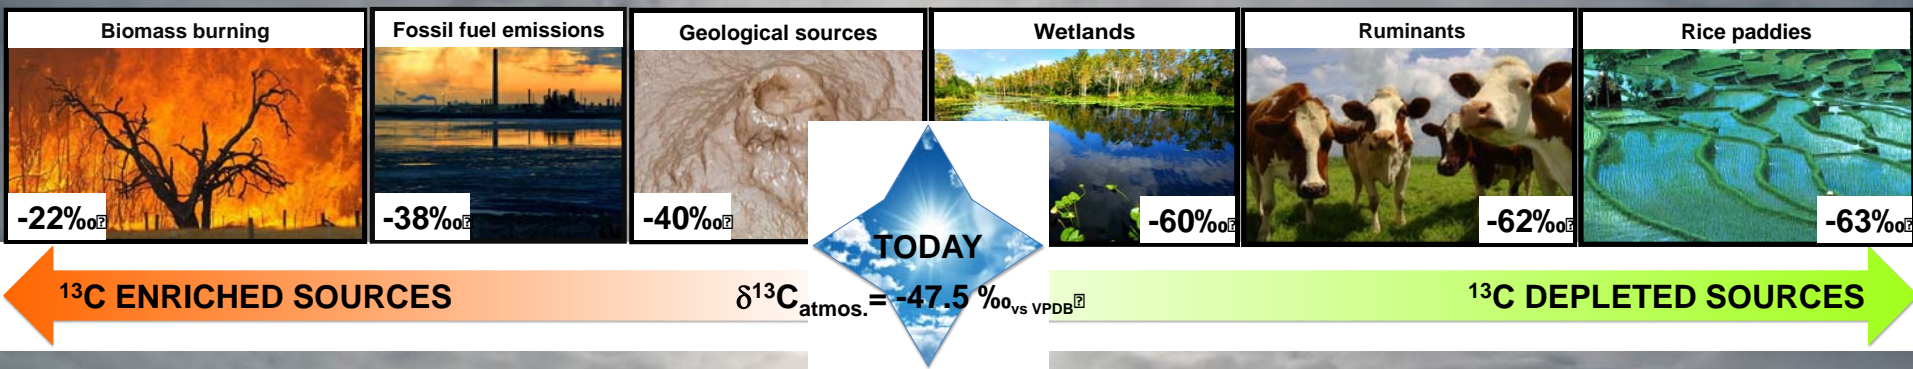 Biomass burning
Fossil fuel emissions
Geological sources
Wetlands
Ruminants
Rice paddies
-22‰
-38‰
-40‰
-60‰
-62‰
-63‰
TODAY
¹³C ENRICHED SOURCES
δ¹³Catmos.= -47.5 ‰vs VPDB
¹³C DEPLETED SOURCES